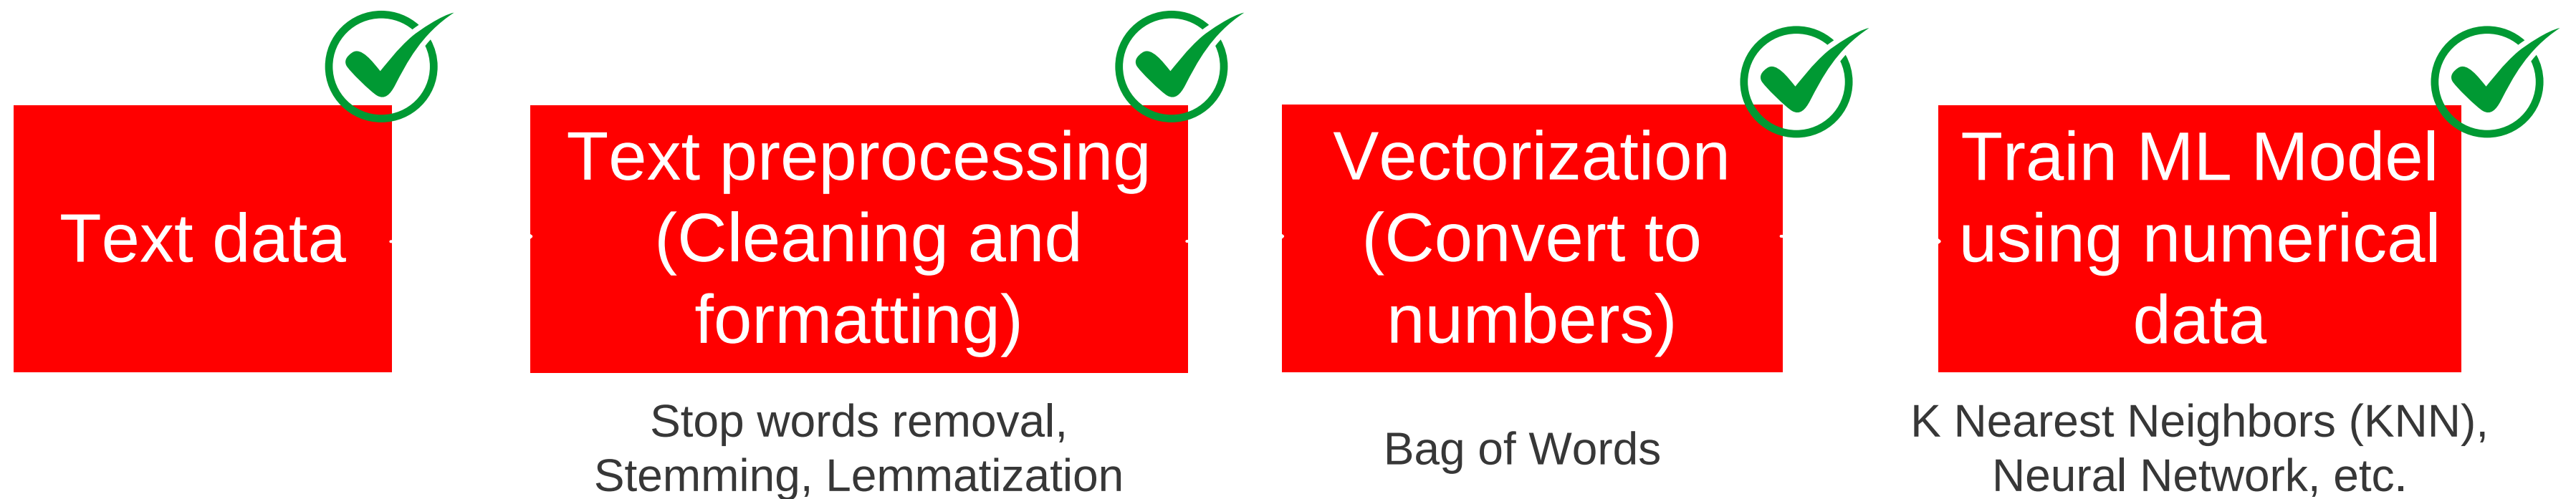 Text data
Text preprocessing
(Cleaning and
formatting)
Stop words removal,
Stemming, Lemmatization
Vectorization
(Convert to
numbers)
Bag of Words
Train ML Model
using numerical
data
K Nearest Neighbors (KNN),
Neural Network, etc.